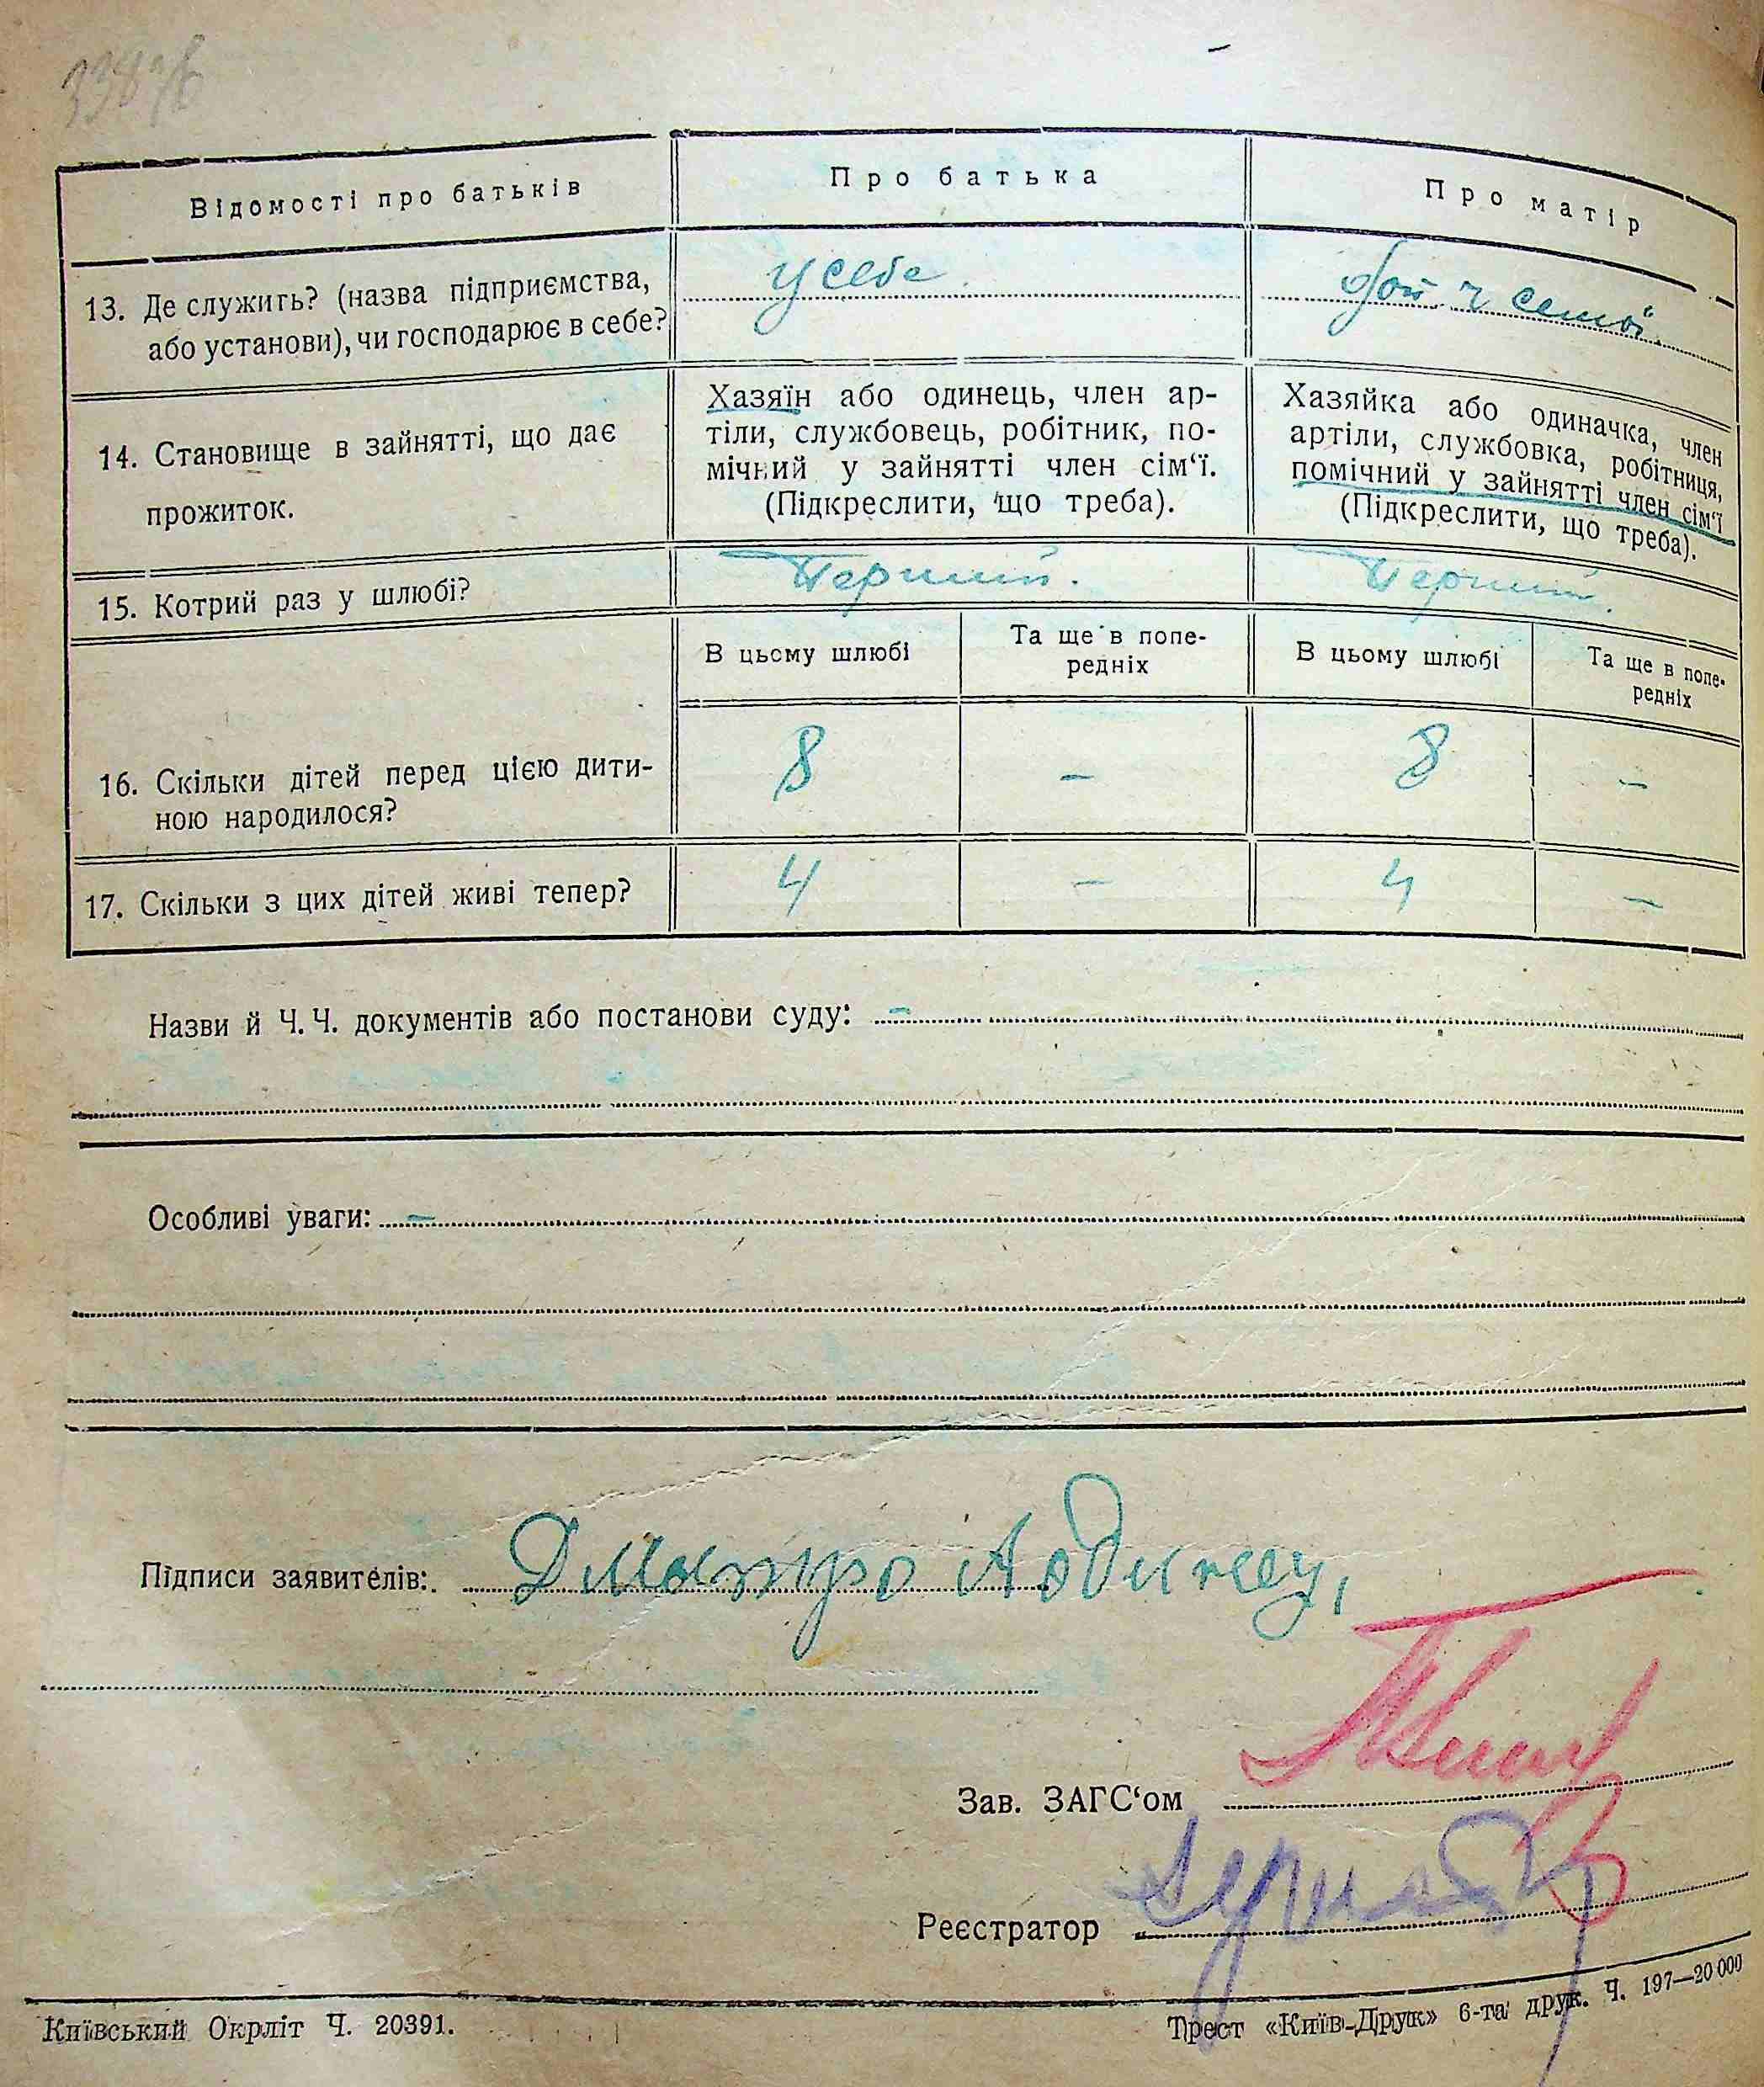 Відомості про батьків
Про батька
Про матір
13. Де служить? (назва підприємства,
або установи), чи господарює в себе?
у себе
14. Становище в зайнятті, що дає
прожиток.
Хазяїн або одинець, член ар-
тіли, службовець, робітник, по-
мічний у зайнятті член сім‘ї.
(Підкреслити, що треба).
Хазяйка або одиначка, член
артіли, службовка, робітниця,
помічний у зайнятті член сім‘ї
(Підкреслити, що треба).
15. Котрий раз у шлюбі?
Перший.
Перший.
В цьому шлюбі
Та ще в попе-
редніх
В цьому шлюбі
Та ще в попе-
редніх
16. Скільки дітей перед цією дити-
ною народилося?
8
–
8
–
17. Скільки з цих дітей живі тепер?
4
–
4
–
Назви й Ч. Ч. документів або постанови суду: –
Особливі уваги: –
Підписи заявителів: Дматро
Зав. ЗАГС‘ом
Реєстратор
Київський Окрліт Ч. 20391.
Трест «Київ-Друк» 6-та друк. Ч. 197—20 000